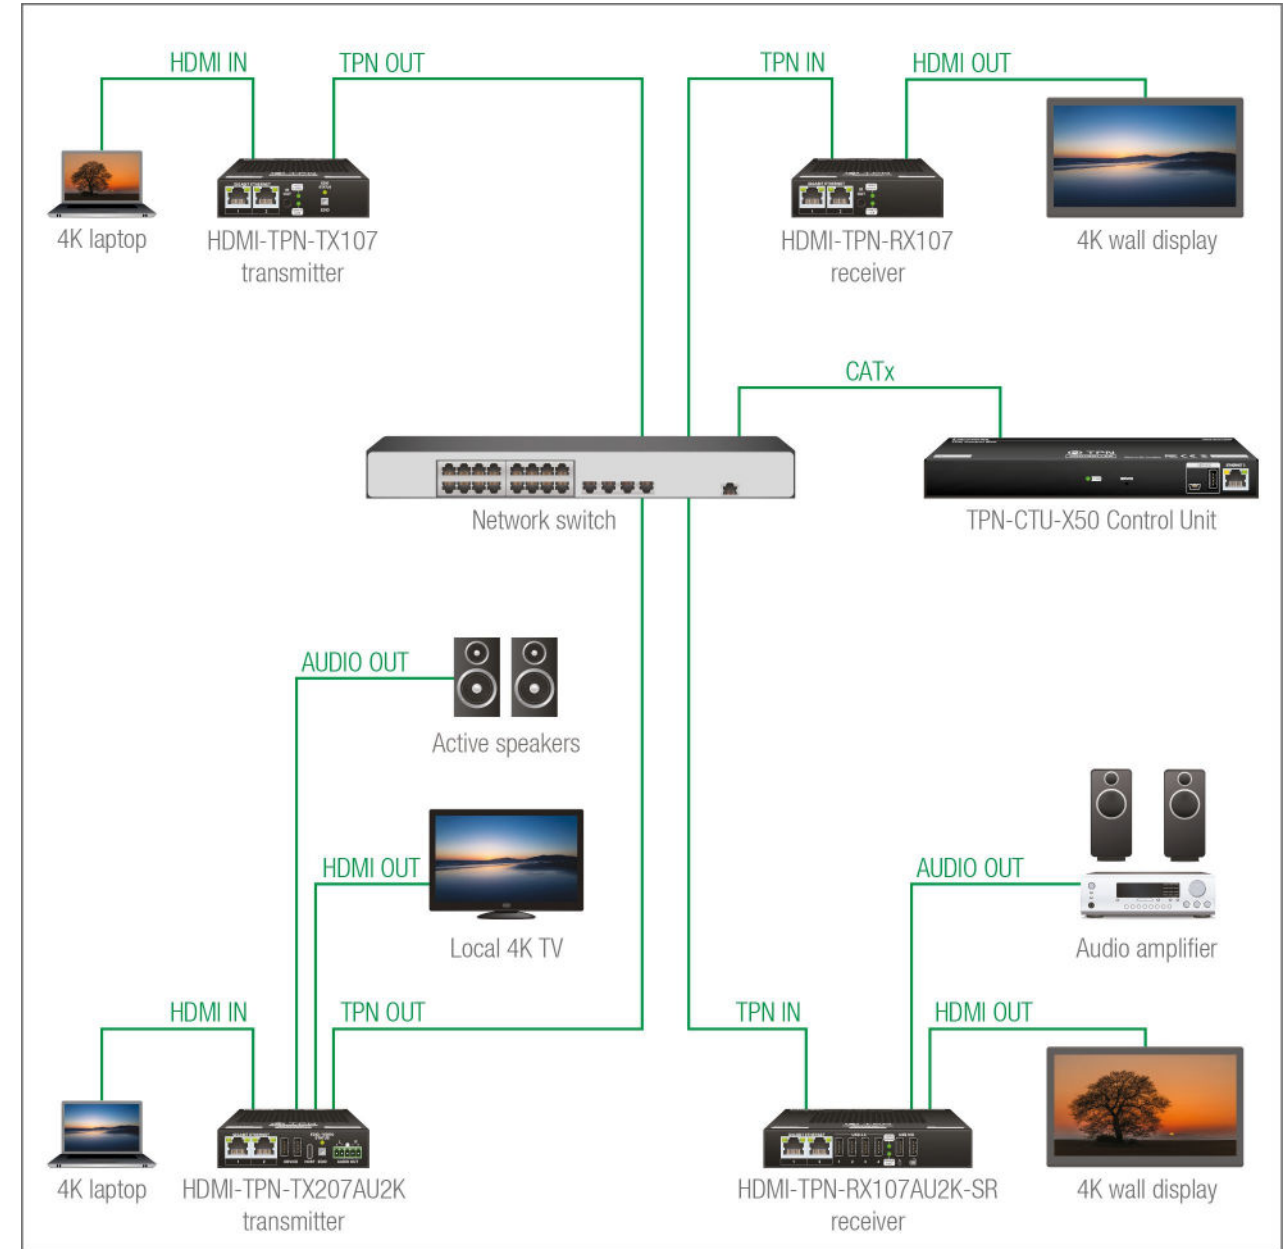 HDMI IN
TPN OUT
TPN IN
HDMI OUT
4K laptop
HDMI-TPN-TX107
transmitter
HDMI-TPN-RX107
receiver
4K wall display
CATx
TPN
Network switch
TPN-CTU-X50 Control Unit
AUDIO OUT
Active speakers
HDMI OUT
Local 4K TV
AUDIO OUT
Audio amplifier
HDMI IN
TPN OUT
TPN IN
HDMI OUT
4K laptop
HDMI-TPN-TX207AU2K
transmitter
HDMI-TPN-RX107AU2K-SR
receiver
4K wall display